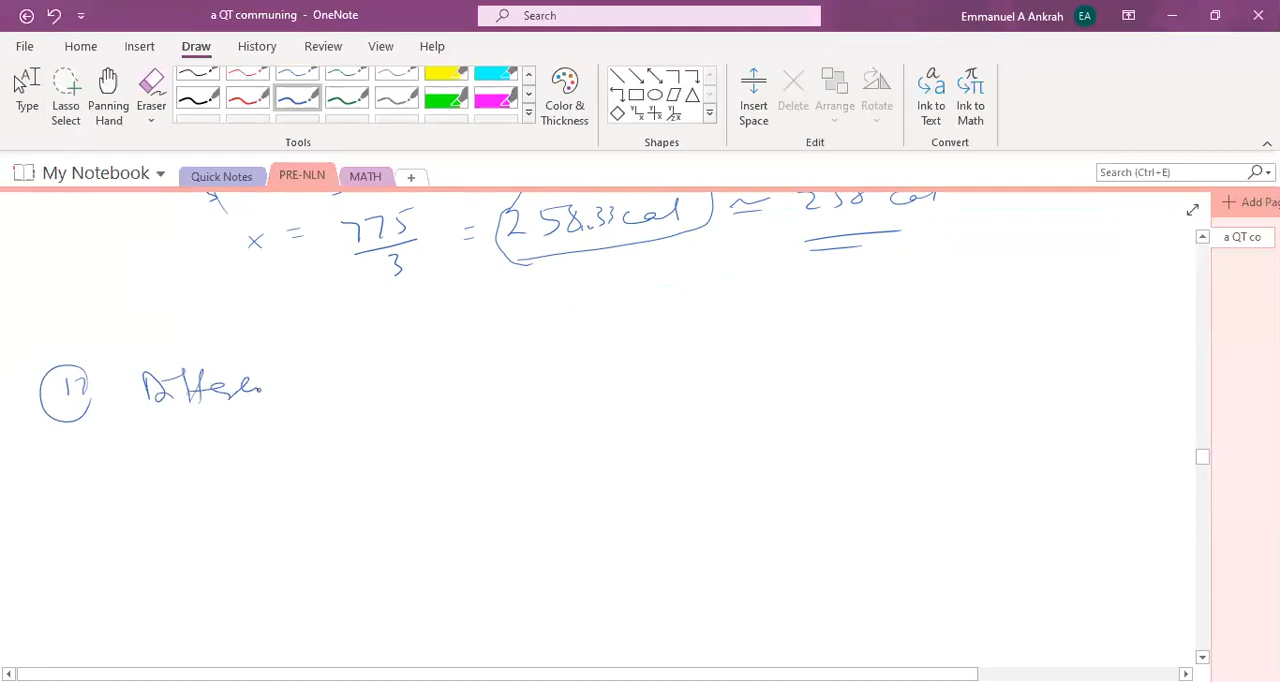 a QT communing - OneNote
Search
Emmanuel A Ankrah
EA
File Home Insert Draw History Review View Help
Type
Lasso Select
Panning Hand
Eraser
Color & Thickness
Insert Space
Delete
Arrange
Rotate
Ink to Text
Ink to Math
Tools
Shapes
Edit
Convert
My Notebook
Quick Notes
PRE-NLN
MATH
Search (Ctrl+E)
Add Pag
a QT co
x = 775/3 = 258.33 cal ≈ 258 cal
17